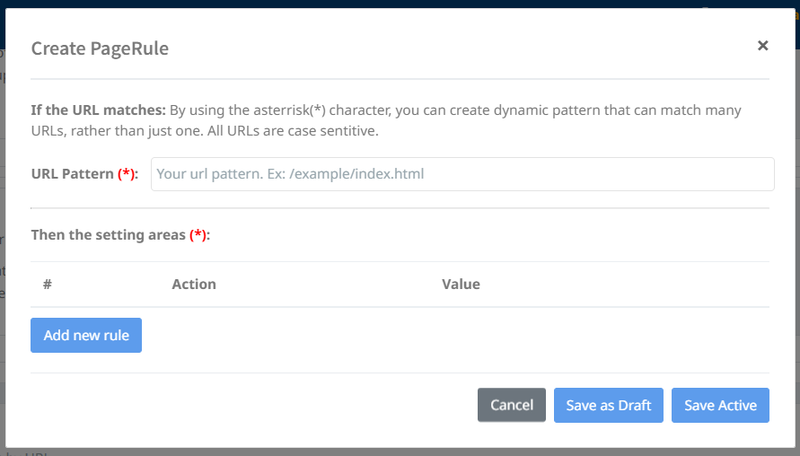 Create PageRule
×
If the URL matches: By using the asterrisk(*) character, you can create dynamic pattern that can match many
URLs, rather than just one. All URLs are case sentitive.
URL Pattern (*):
Your url pattern. Ex: /example/index.html
Then the setting areas (*):
# Action Value
Add new rule
Cancel Save as Draft Save Active